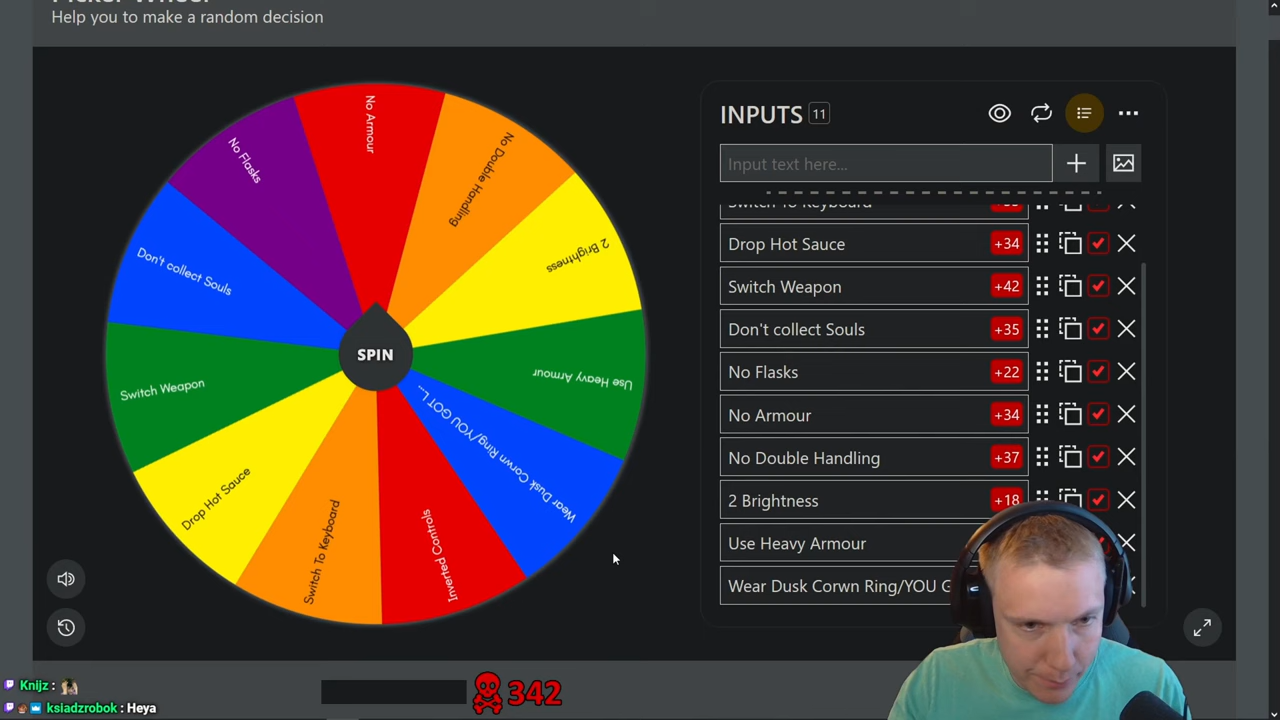 Help you to make a random decision
No Armour
No Double Handling
2 Brightness
Use Heavy Armour
Wear Dusk Corwn Ring/YOU GOT L...
Inverted Controls
Switch To Keyboard
Drop Hot Sauce
Switch Weapon
Don't collect Souls
No Flasks
SPIN
INPUTS 11
Input text here...
Switch To Keyboard
Drop Hot Sauce +34
Switch Weapon +42
Don't collect Souls +35
No Flasks +22
No Armour +34
No Double Handling +37
2 Brightness +18
Use Heavy Armour
Wear Dusk Corwn Ring/YOU G
Knijz :
ksiadzrobok : Heya
342